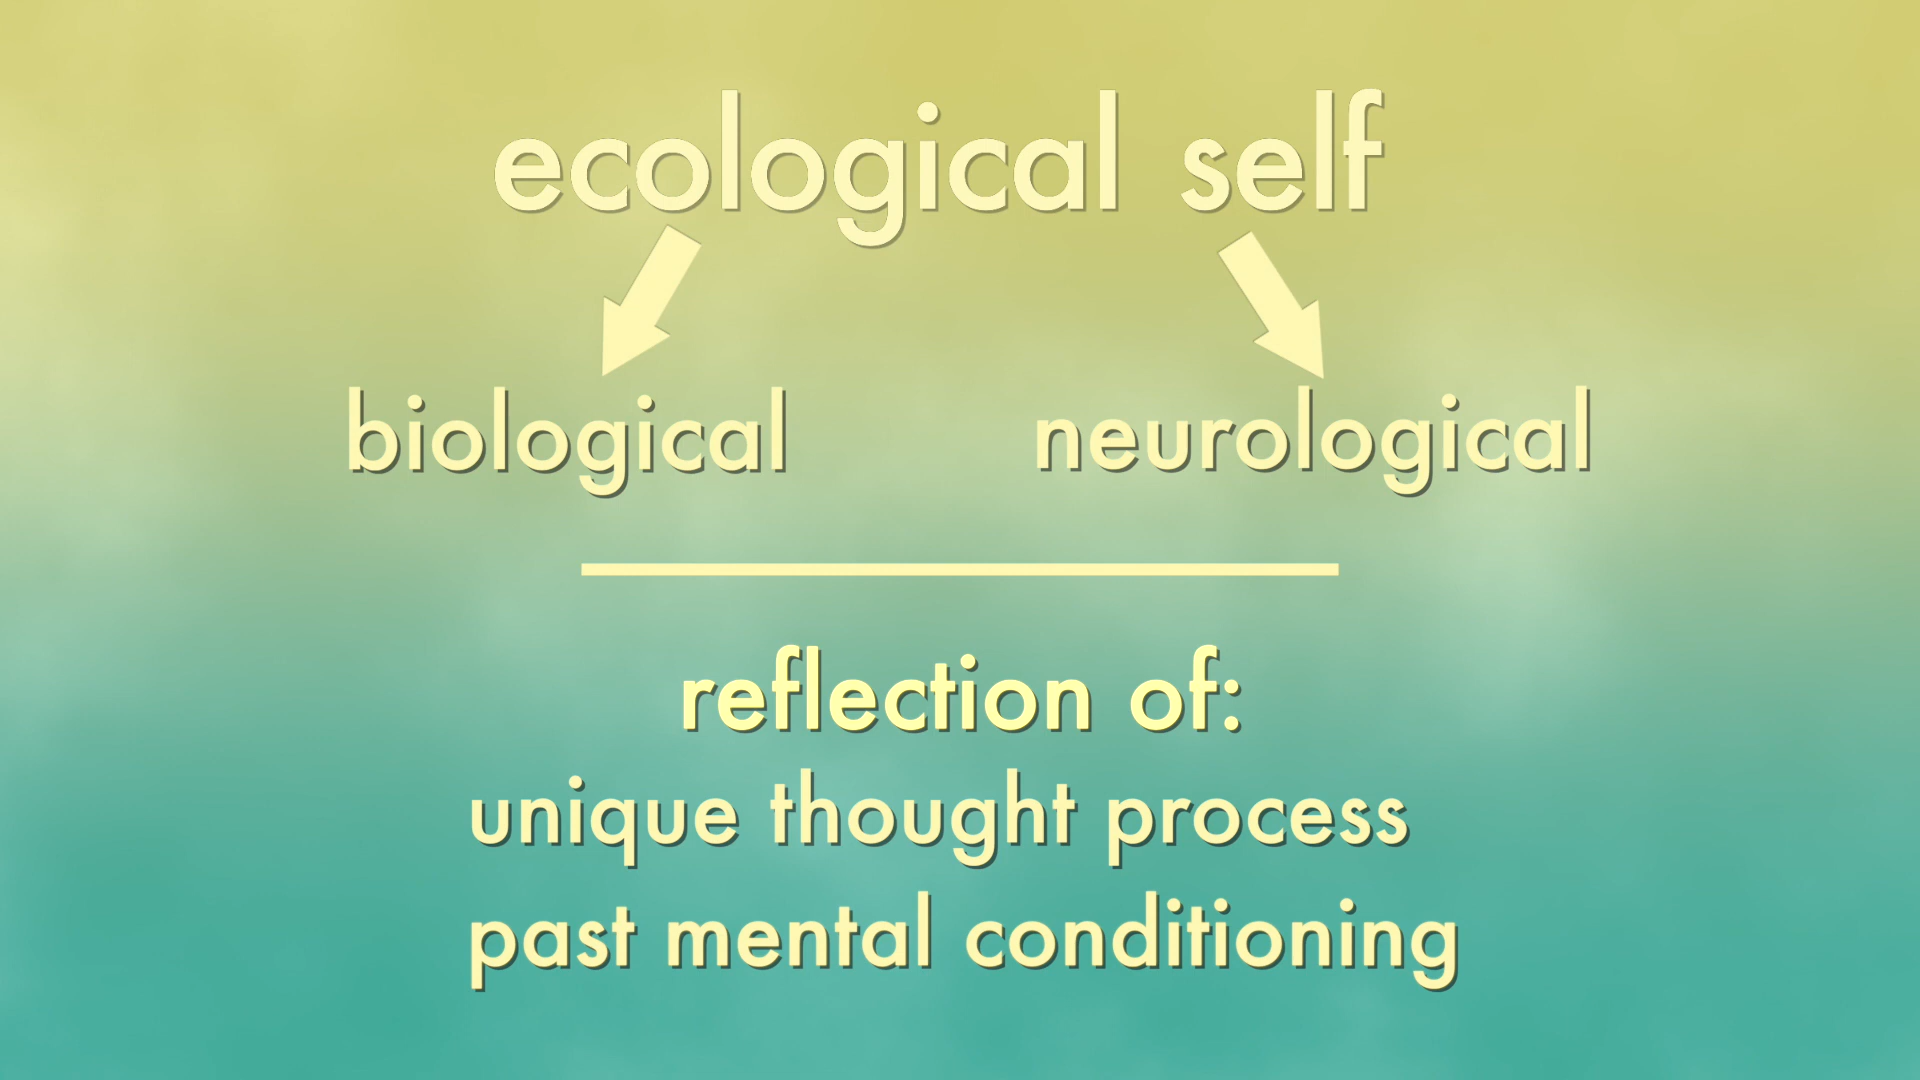 ecological self
biological neurological
reflection of:
unique thought process
past mental conditioning